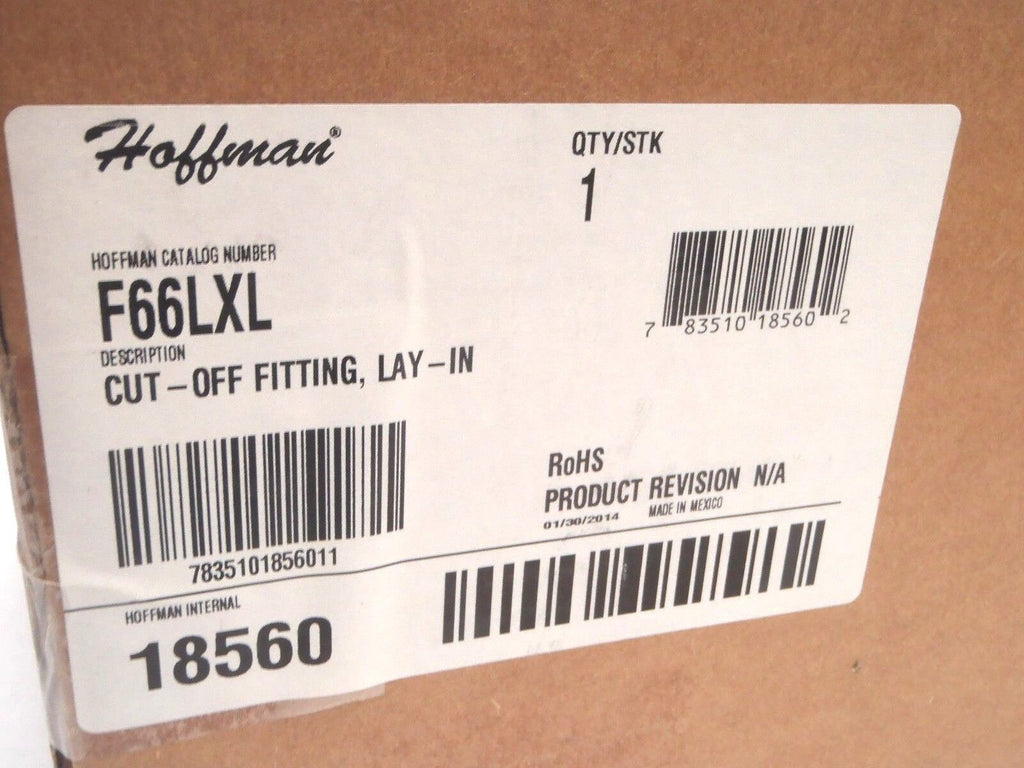 Hoffman®
QTY/STK
1
HOFFMAN CATALOG NUMBER
F66LXL
DESCRIPTION
CUT-OFF FITTING, LAY-IN
7 83510 18560 2
7835101856011
RoHS
PRODUCT REVISION N/A
01/30/2014 MADE IN MEXICO
HOFFMAN INTERNAL
18560